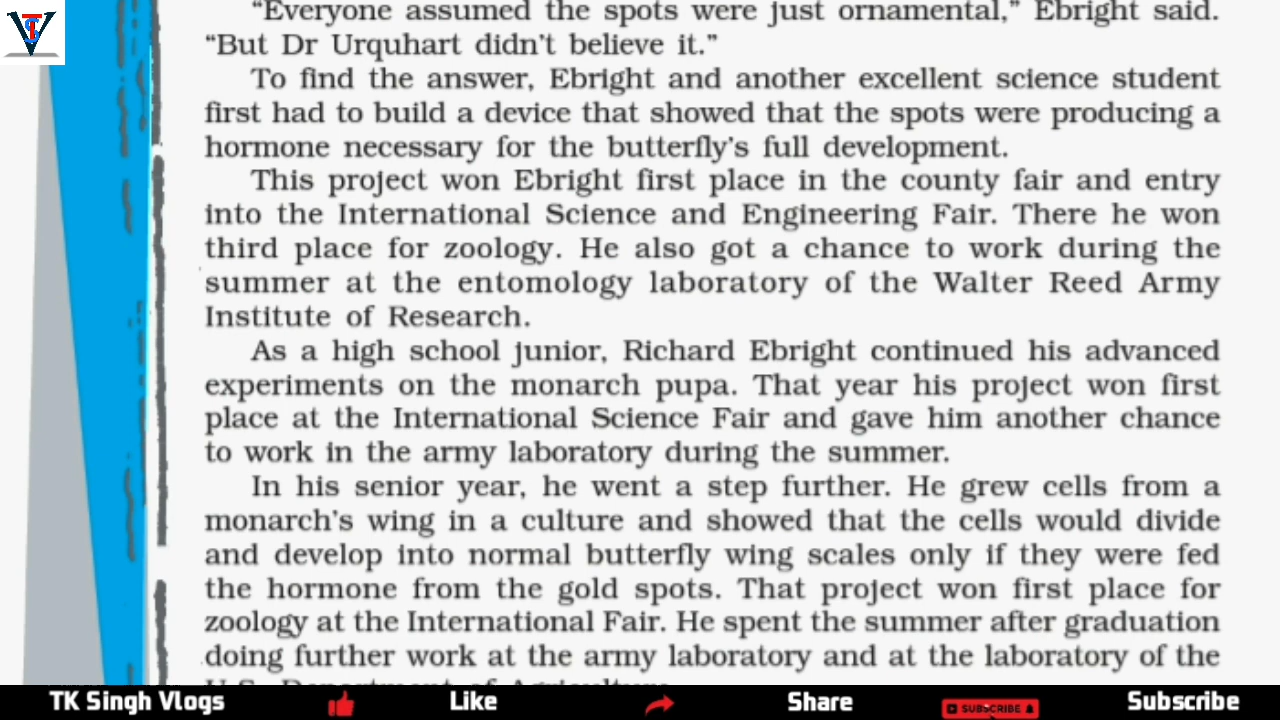 “Everyone assumed the spots were just ornamental,” Ebright said.
“But Dr Urquhart didn’t believe it.”
To find the answer, Ebright and another excellent science student
first had to build a device that showed that the spots were producing a
hormone necessary for the butterfly’s full development.
This project won Ebright first place in the county fair and entry
into the International Science and Engineering Fair. There he won
third place for zoology. He also got a chance to work during the
summer at the entomology laboratory of the Walter Reed Army
Institute of Research.
As a high school junior, Richard Ebright continued his advanced
experiments on the monarch pupa. That year his project won first
place at the International Science Fair and gave him another chance
to work in the army laboratory during the summer.
In his senior year, he went a step further. He grew cells from a
monarch’s wing in a culture and showed that the cells would divide
and develop into normal butterfly wing scales only if they were fed
the hormone from the gold spots. That project won first place for
zoology at the International Fair. He spent the summer after graduation
doing further work at the army laboratory and at the laboratory of the
U.S. Department of Agriculture.
TK Singh Vlogs Like Share SUBSCRIBE Subscribe